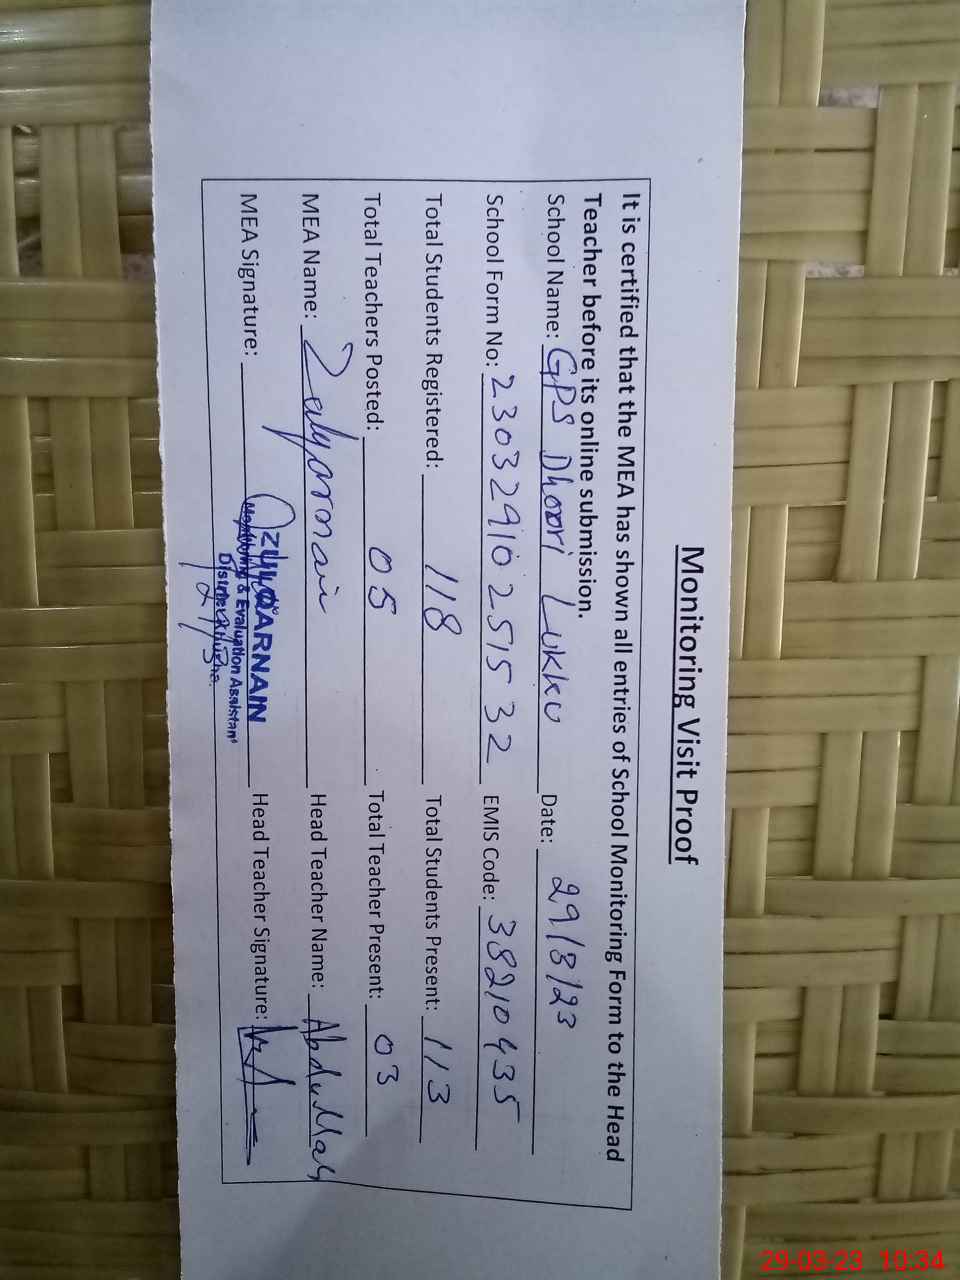 Monitoring Visit Proof
It is certified that the MEA has shown all entries of School Monitoring Form to the Head
Teacher before its online submission.
School Name: GPS Dhoori Lukku Date: 29/3/23
School Form No: 23032910251532 EMIS Code: 38210435
Total Students Registered: 118 Total Students Present: 113
Total Teachers Posted: 05 Total Teacher Present: 03
MEA Name: Zulqarnain Head Teacher Name: Abdullah
MEA Signature: Head Teacher Signature:
ZULQARNAIN
Monitoring & Evaluation Assistant
29-03-23 10:34